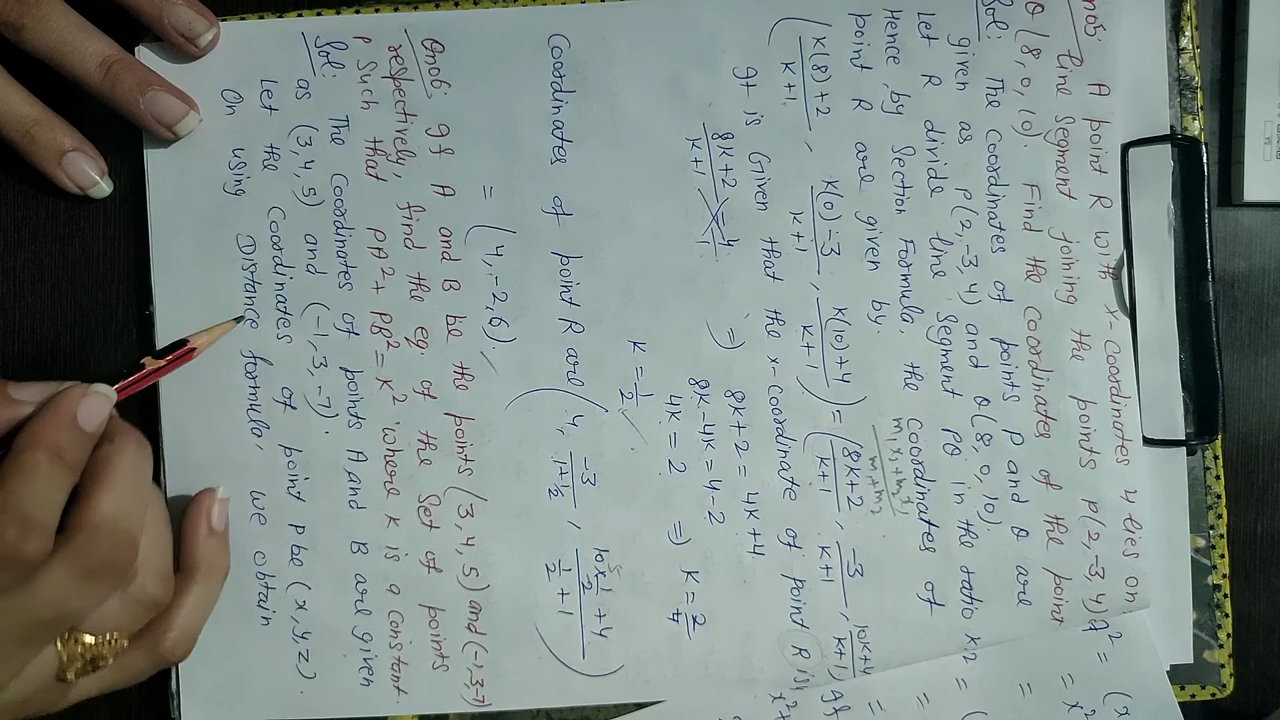 A point R with x-coordinates 4 lies on
line segment joining the points P(2,-3,4) &
Q (8,0,10). Find the coordinates of the point
Sol: The coordinates of points P and Q are
given as P(2,-3,4) and Q(8,0,10).
Let R divide line segment PQ in the ratio K:2
Hence by Section Formula. the coordinates of
m₁x₂+m₂x₁ / m₁+m₂
point R are given by.
(K(8)+2 / K+1, K(0)-3 / K+1, K(10)+4 / K+1) = (8K+2 / K+1, -3 / K+1, 10K+4 / K+1)
It is Given that the x-coordinate of point R is 4
8K+2 / K+1 = 4 / 1 ⇒ 8K+2 = 4K+4
8K-4K = 4-2
4K = 2 ⇒ K = 2/4
K = 1/2 ✓
Coordinates of point R are (4, -3 / 1+1/2, 10×1/2+4 / 1/2+1)
= (4,-2,6). ✓
Qno6: If A and B be the points (3,4,5) and (-1,3,-7)
respectively, find the eq. of the set of points
P such that PA²+PB²=K² where K is a constant.
Sol: The coordinates of points A and B are given
as (3,4,5) and (-1,3,-7).
Let the coordinates of point P be (x,y,z).
On using Distance formula, we obtain